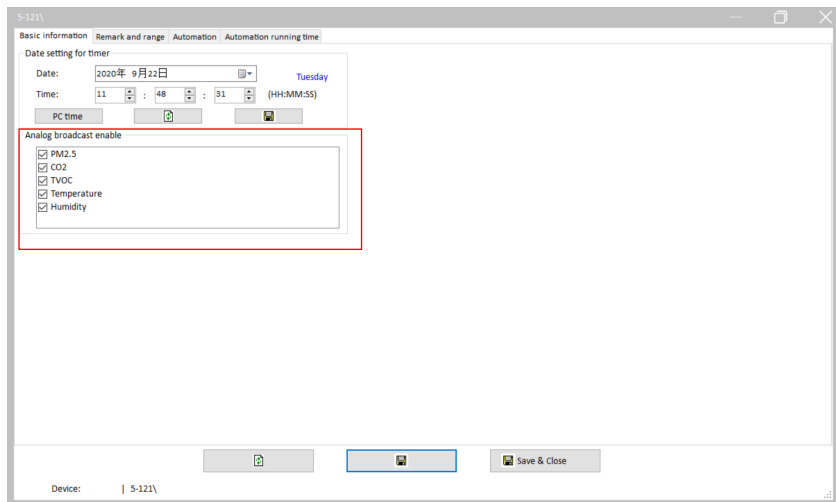 5-121\
Basic information Remark and range Automation Automation running time
Date setting for timer
Date: 2020年 9月22日 Tuesday
Time: 11 : 48 : 31 (HH:MM:SS)
PC time
Analog broadcast enable
PM2.5
CO2
TVOC
Temperature
Humidity
Save & Close
Device: | 5-121\